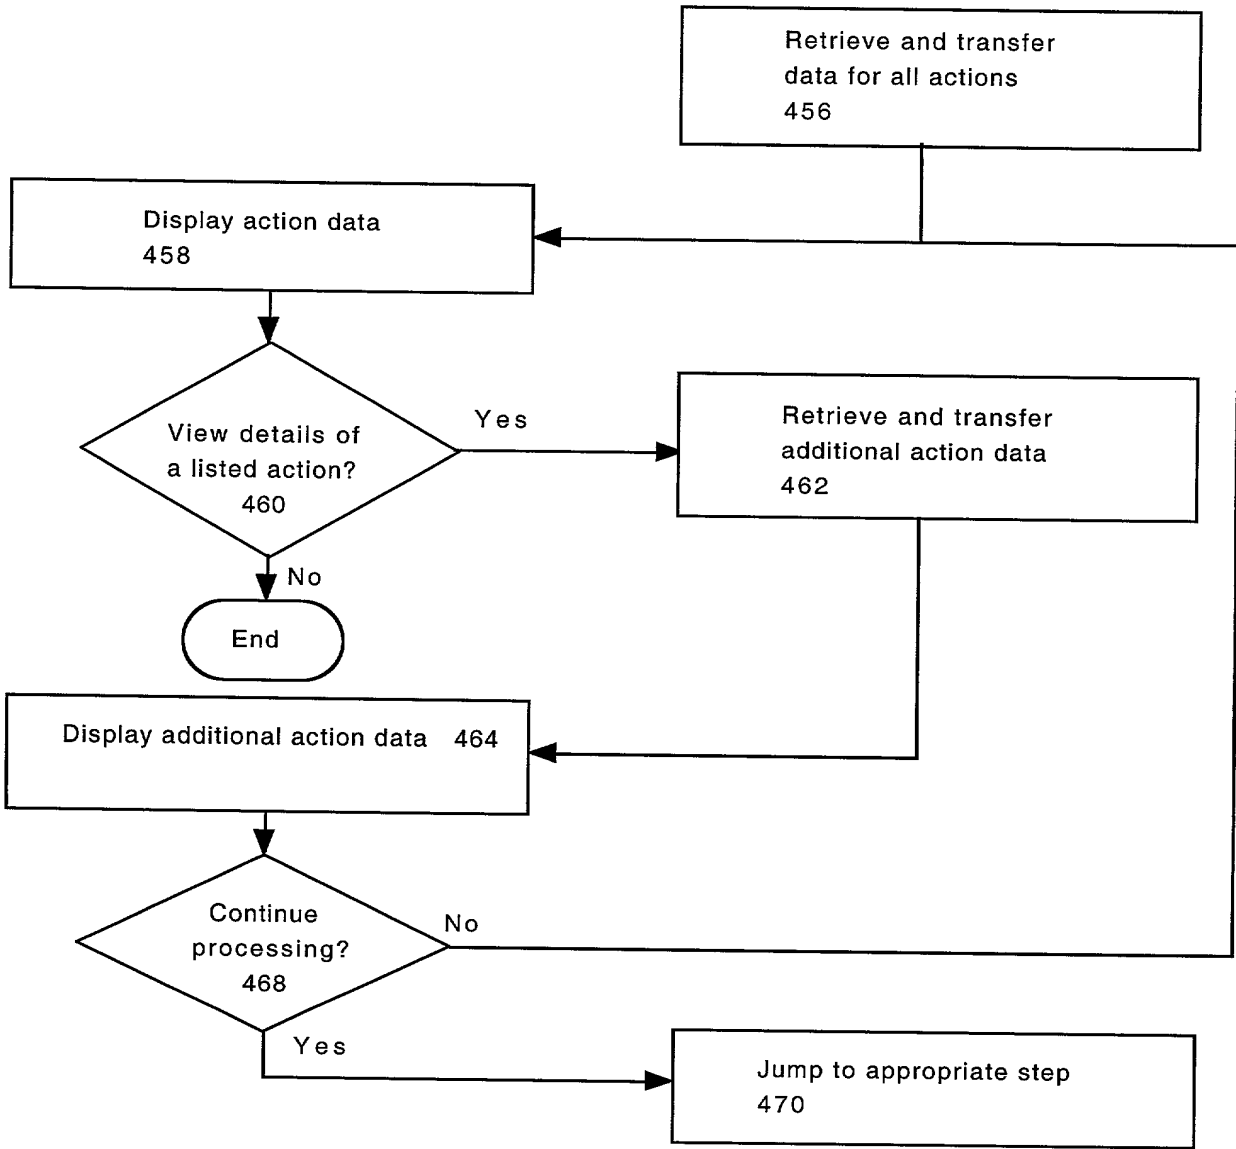 Retrieve and transfer
data for all actions
456
Display action data
458
View details of
a listed action?
460
Yes
Retrieve and transfer
additional action data
462
No
End
Display additional action data 464
Continue
processing?
468
No
Yes
Jump to appropriate step
470